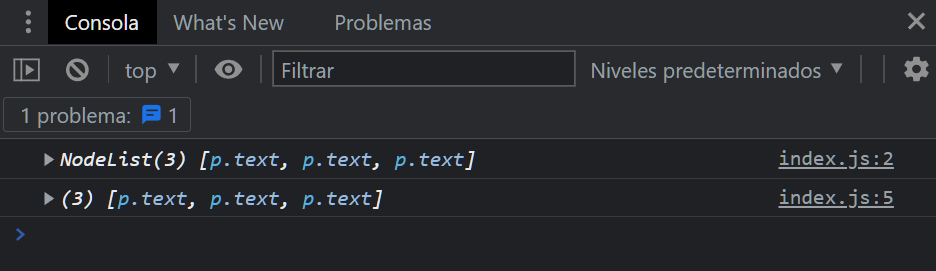 Consola What's New Problemas
top Filtrar Niveles predeterminados
1 problema: 1
NodeList(3) [p.text, p.text, p.text] index.js:2
(3) [p.text, p.text, p.text] index.js:5